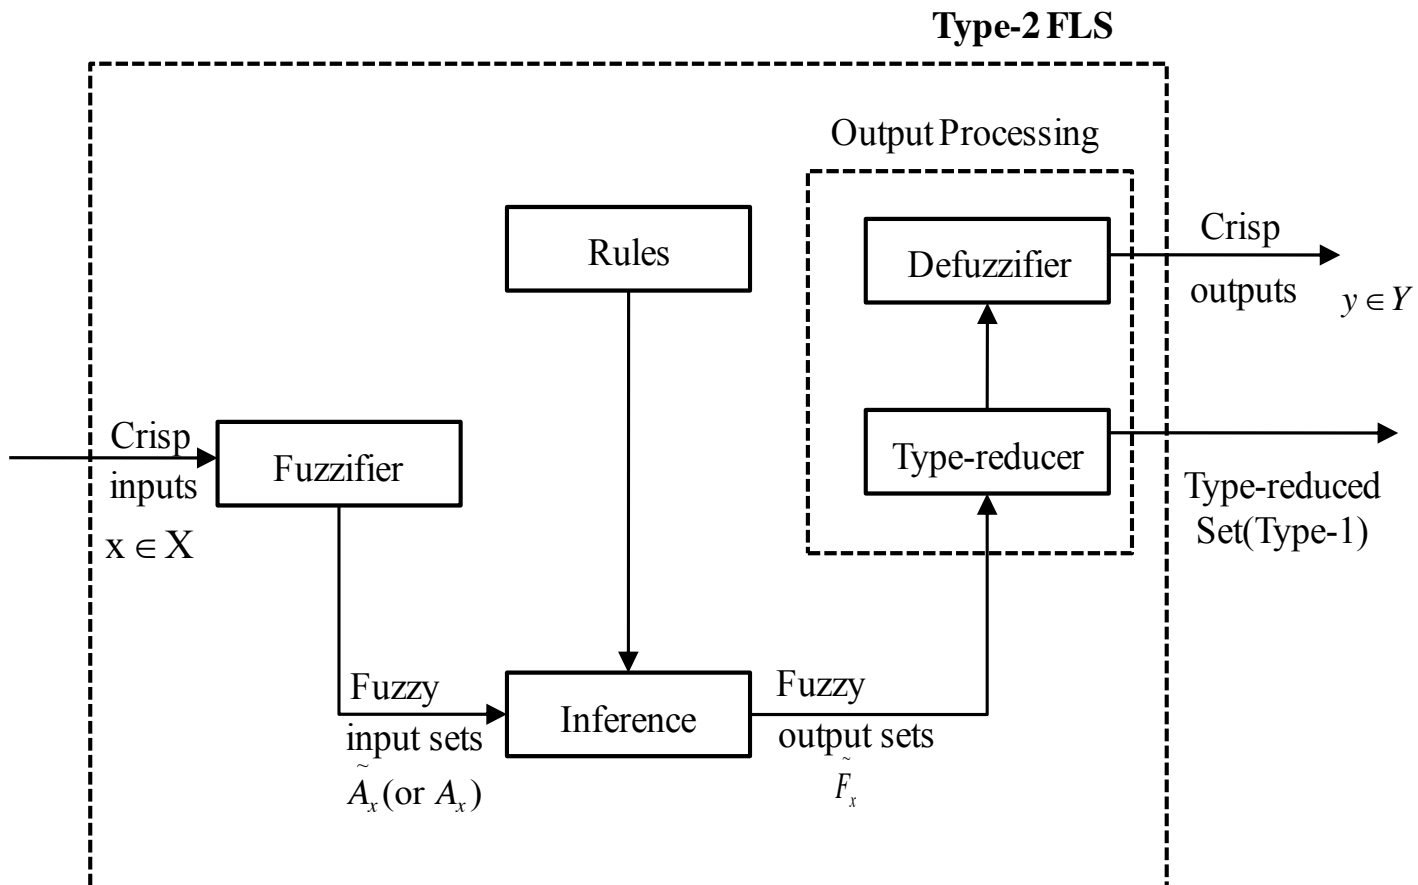 Type-2 FLS
Output Processing
Rules
Defuzzifier
Crisp
outputs
y ∈ Y
Crisp
inputs
x ∈ X
Fuzzifier
Type-reducer
Type-reduced
Set(Type-1)
Fuzzy
input sets
Ã_x (or A_x)
Inference
Fuzzy
output sets
F̃_x